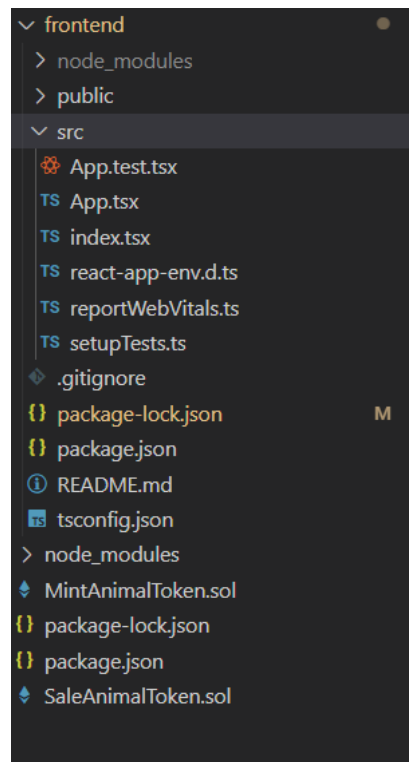 frontend
node_modules
public
src
App.test.tsx
TS App.tsx
TS index.tsx
TS react-app-env.d.ts
TS reportWebVitals.ts
TS setupTests.ts
.gitignore
{} package-lock.json M
{} package.json
README.md
TS tsconfig.json
node_modules
MintAnimalToken.sol
{} package-lock.json
{} package.json
SaleAnimalToken.sol